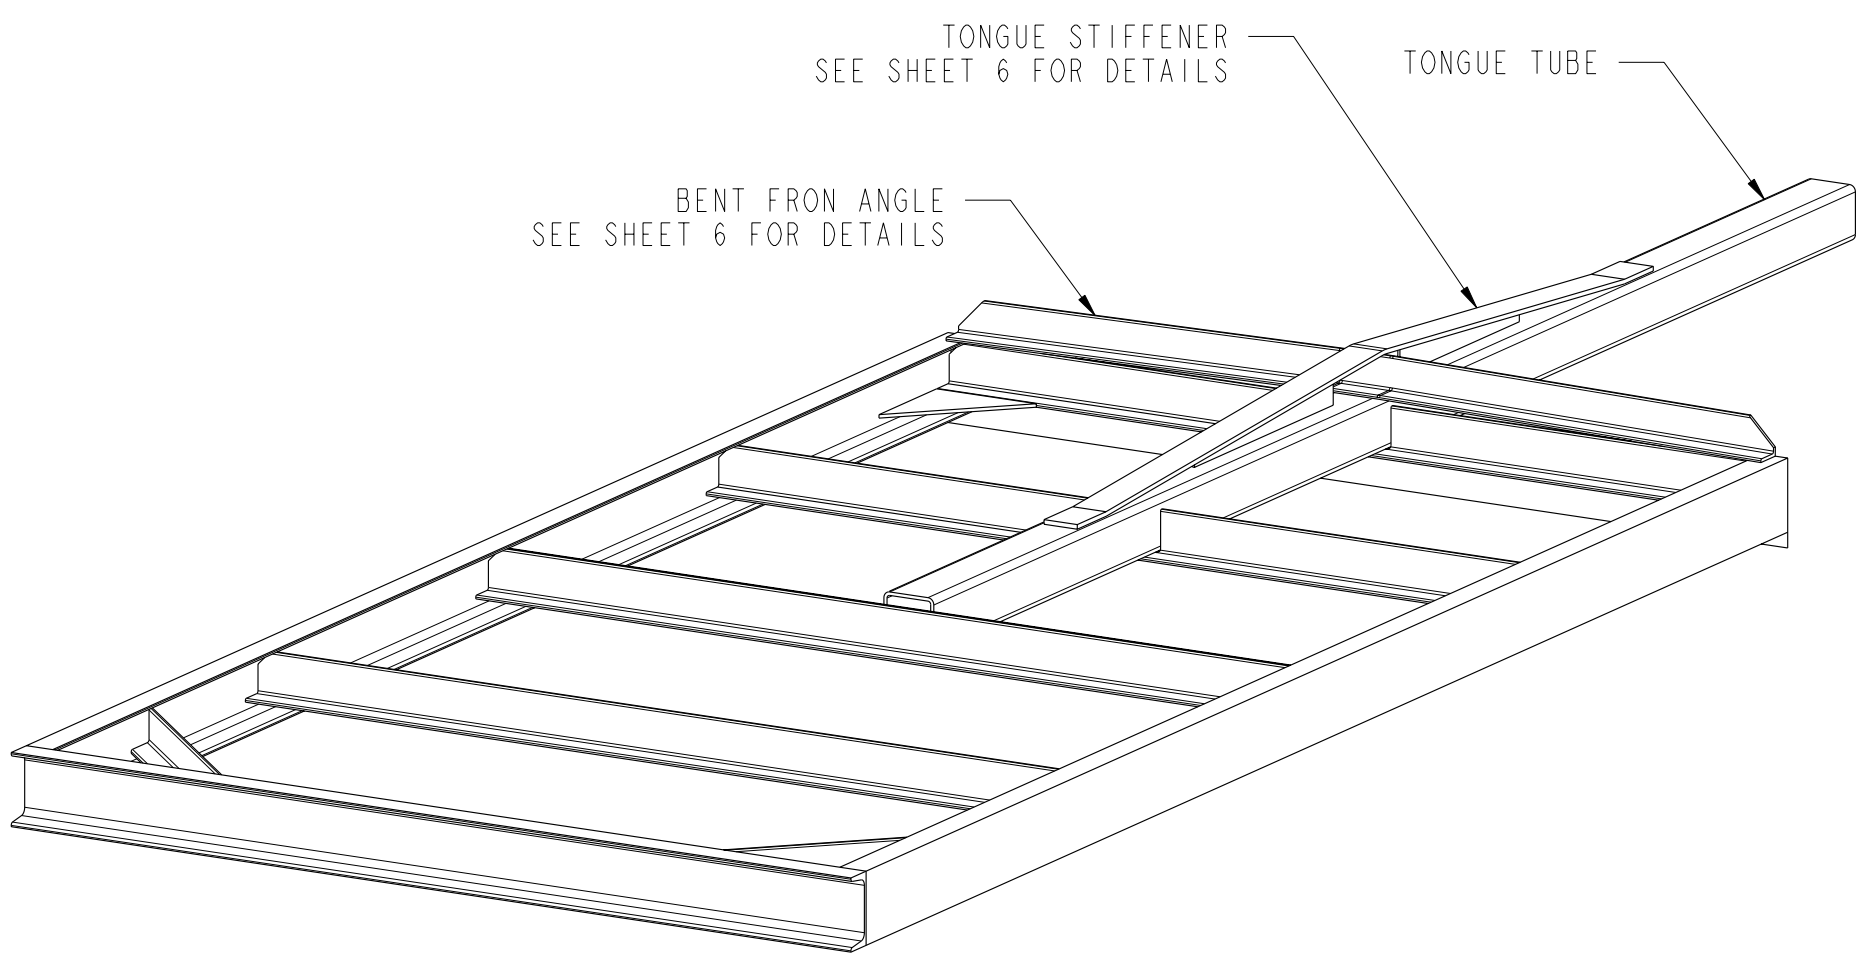 TONGUE STIFFENER
SEE SHEET 6 FOR DETAILS
TONGUE TUBE
BENT FRON ANGLE
SEE SHEET 6 FOR DETAILS